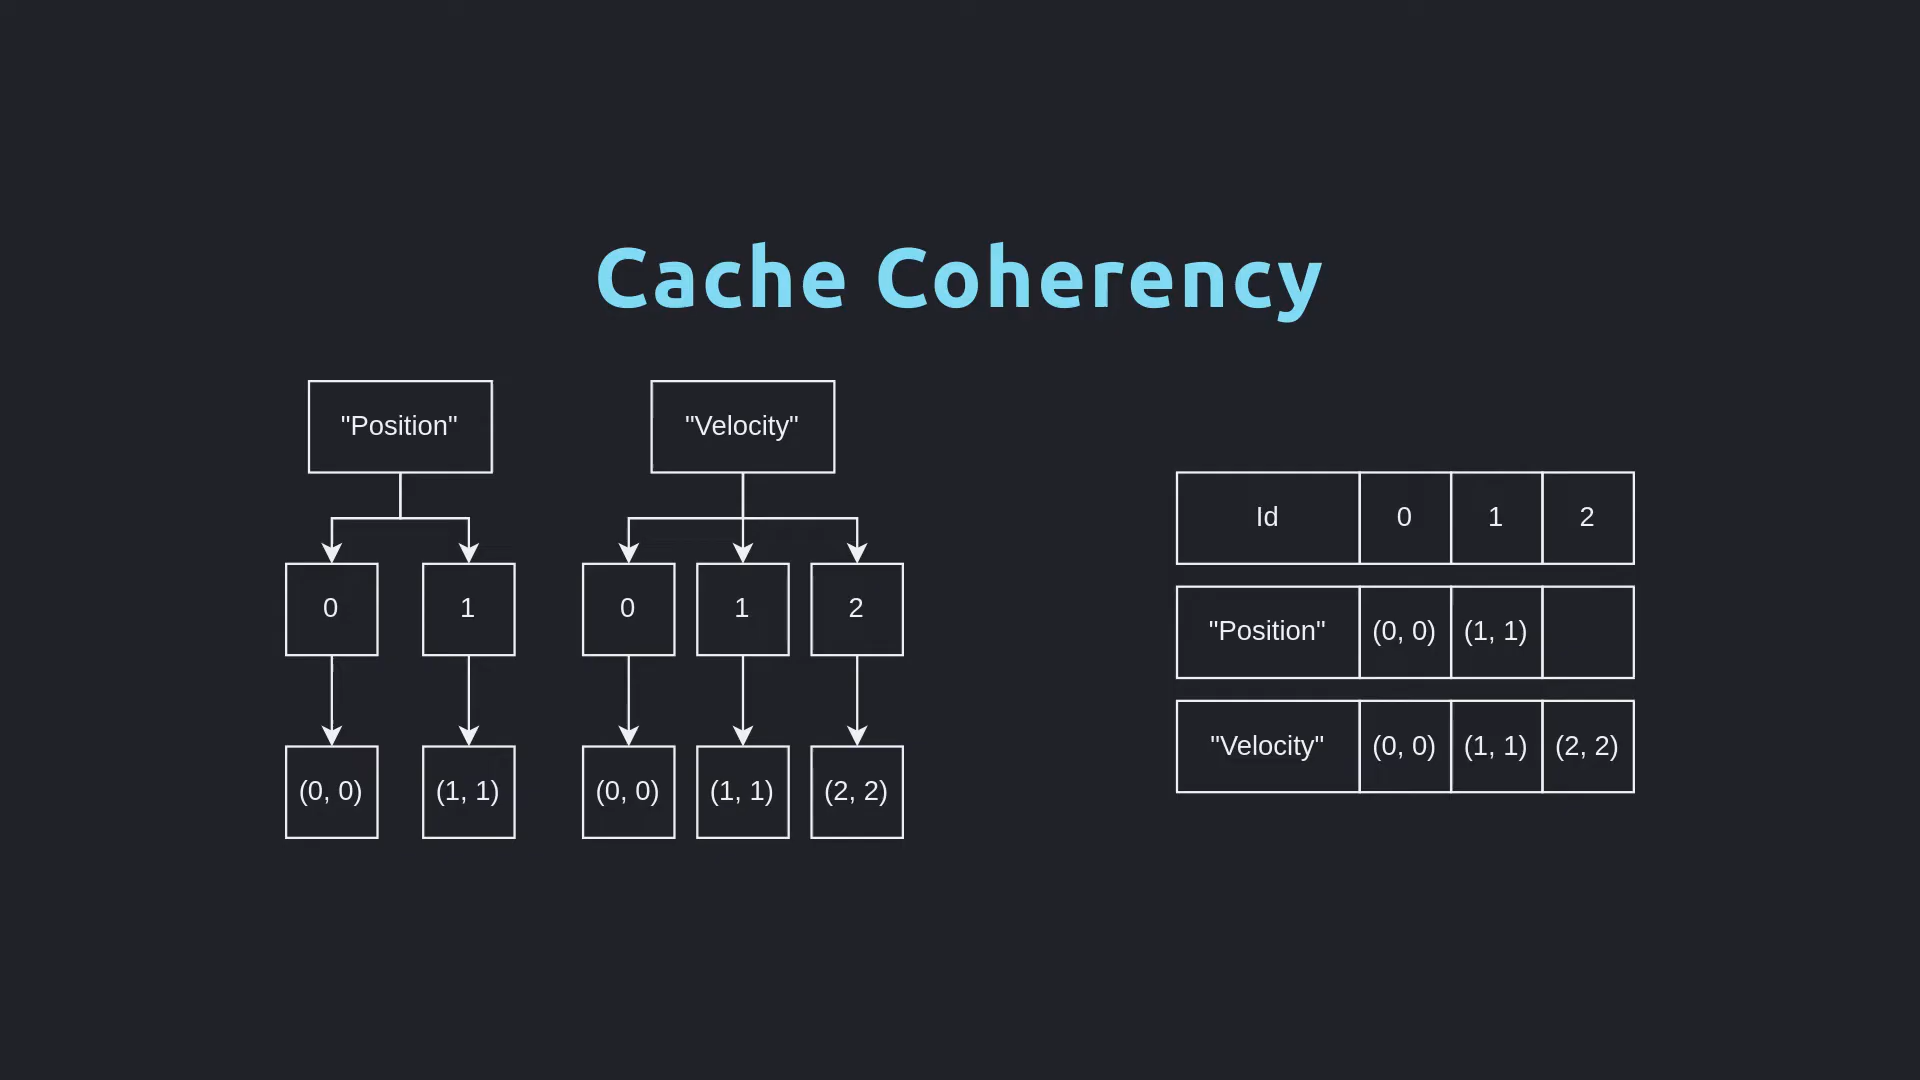 Cache Coherency
"Position" "Velocity"
0 1 0 1 2
(0, 0) (1, 1) (0, 0) (1, 1) (2, 2)
Id 0 1 2
"Position" (0, 0) (1, 1)
"Velocity" (0, 0) (1, 1) (2, 2)